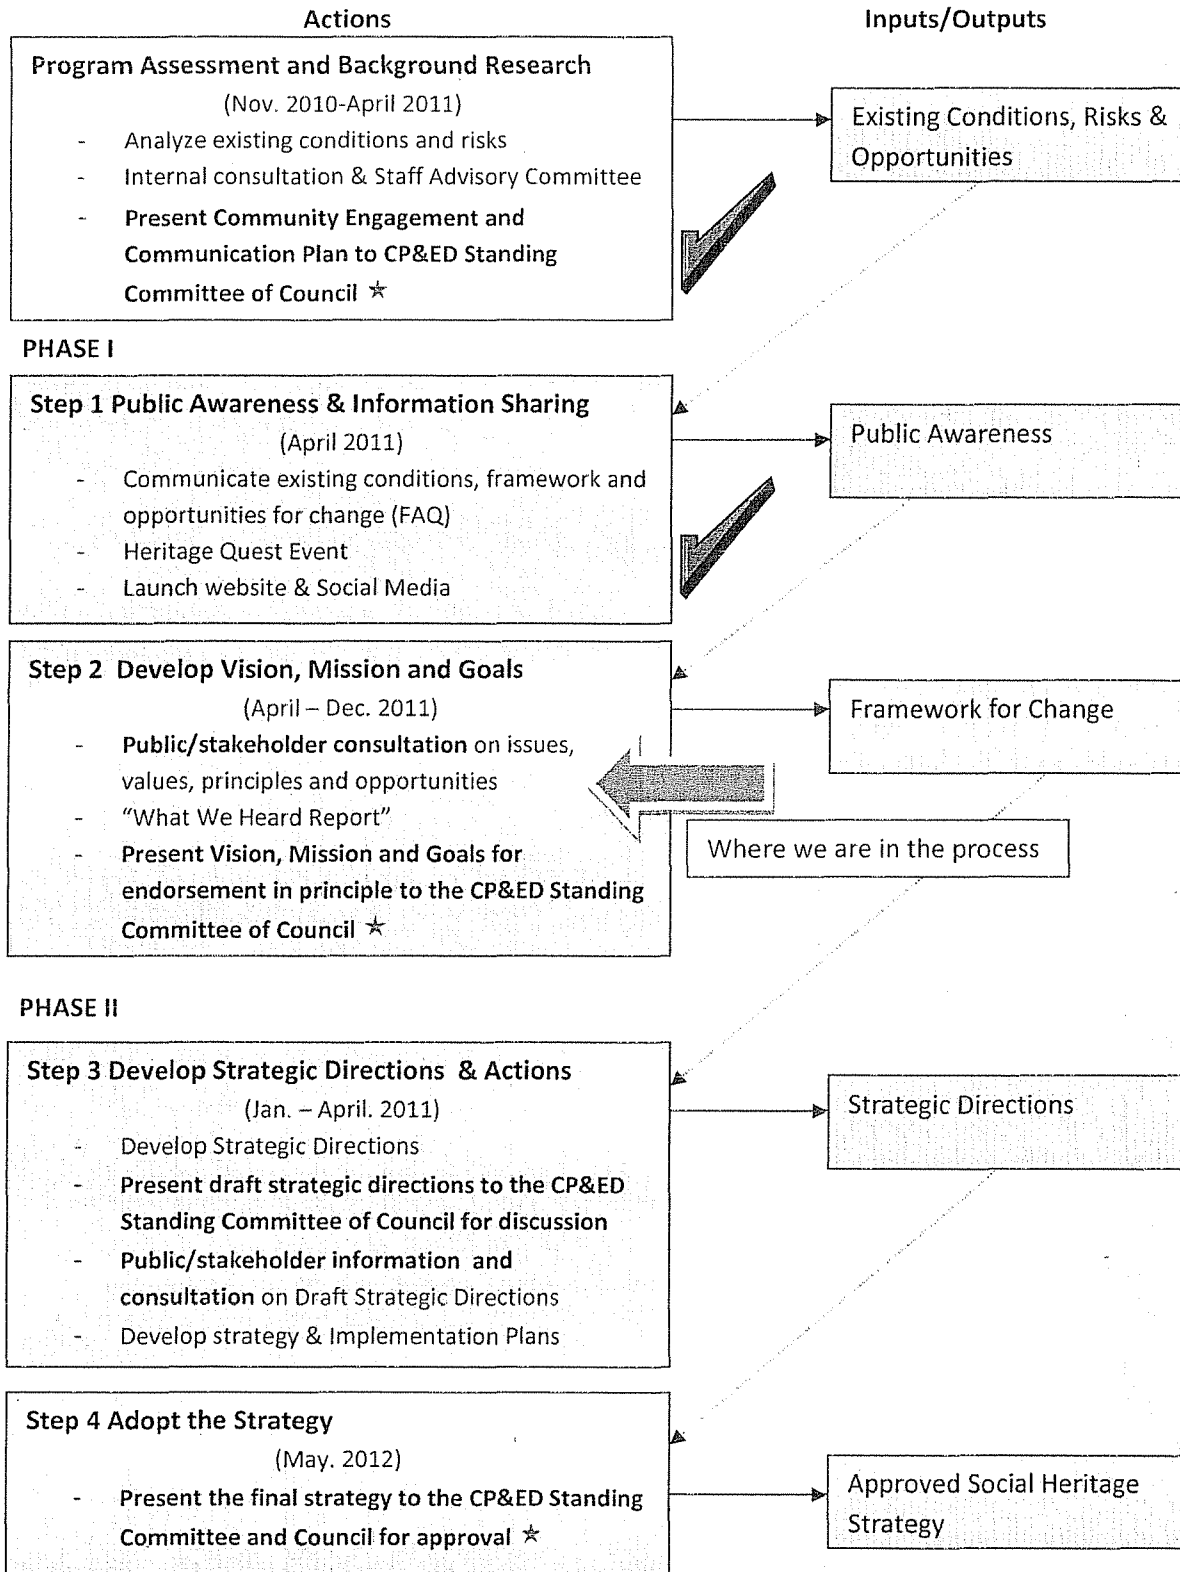 Actions
Inputs/Outputs
Program Assessment and Background Research
(Nov. 2010-April 2011)
- Analyze existing conditions and risks
- Internal consultation & Staff Advisory Committee
- Present Community Engagement and
Communication Plan to CP&ED Standing
Committee of Council ☆
Existing Conditions, Risks &
Opportunities
PHASE I
Step 1 Public Awareness & Information Sharing
(April 2011)
- Communicate existing conditions, framework and
opportunities for change (FAQ)
- Heritage Quest Event
- Launch website & Social Media
Public Awareness
Step 2 Develop Vision, Mission and Goals
(April – Dec. 2011)
- Public/stakeholder consultation on issues,
values, principles and opportunities
- “What We Heard Report”
- Present Vision, Mission and Goals for
endorsement in principle to the CP&ED Standing
Committee of Council ☆
Framework for Change
Where we are in the process
PHASE II
Step 3 Develop Strategic Directions & Actions
(Jan. – April. 2011)
- Develop Strategic Directions
- Present draft strategic directions to the CP&ED
Standing Committee of Council for discussion
- Public/stakeholder information and
consultation on Draft Strategic Directions
- Develop strategy & Implementation Plans
Strategic Directions
Step 4 Adopt the Strategy
(May. 2012)
- Present the final strategy to the CP&ED Standing
Committee and Council for approval ☆
Approved Social Heritage
Strategy